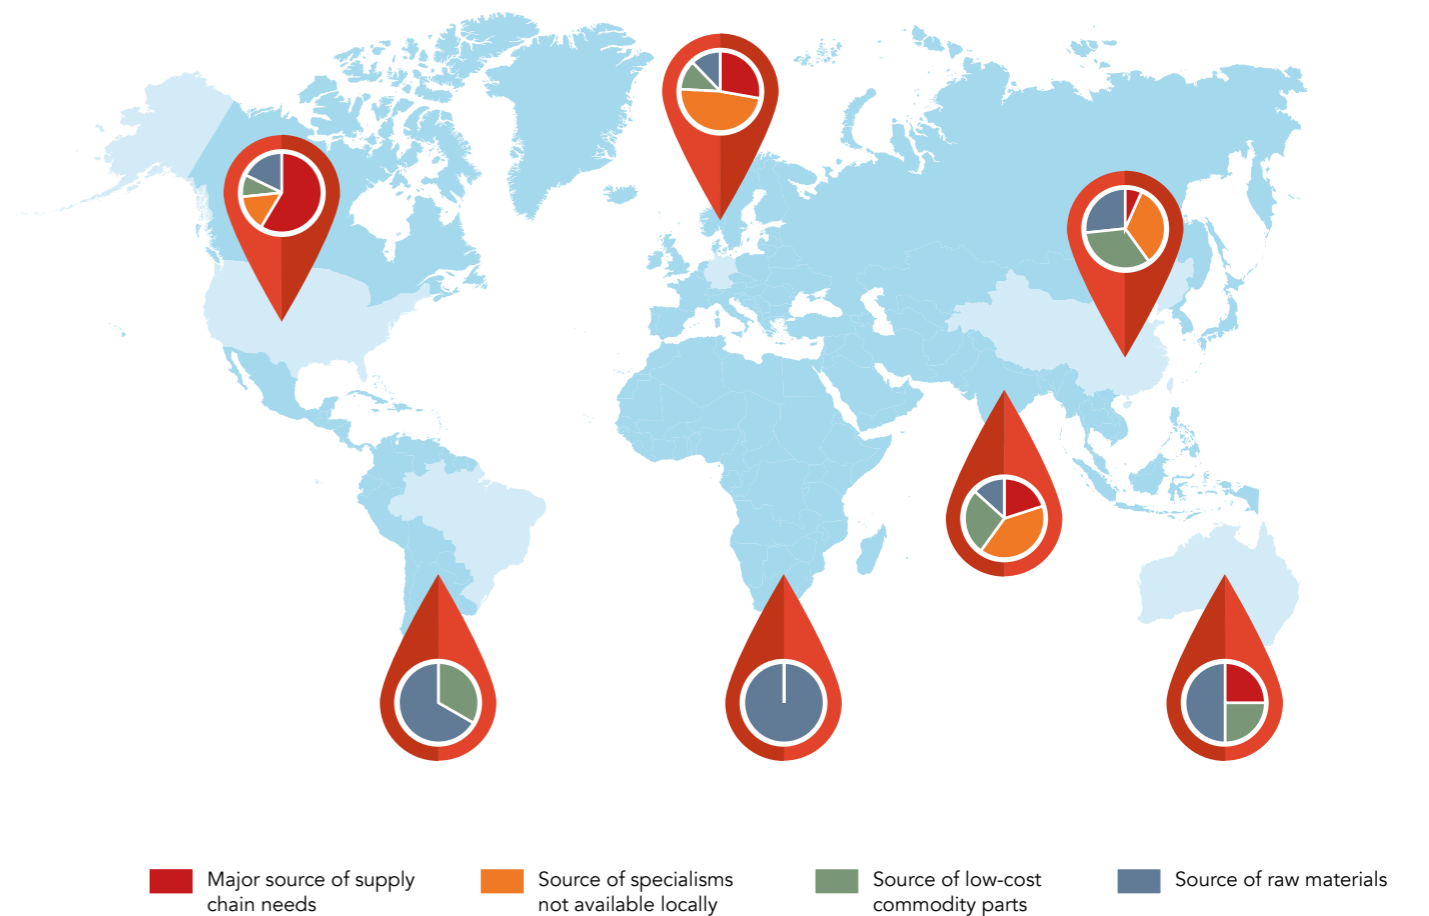 Major source of supply
chain needs
Source of specialisms
not available locally
Source of low-cost
commodity parts
Source of raw materials